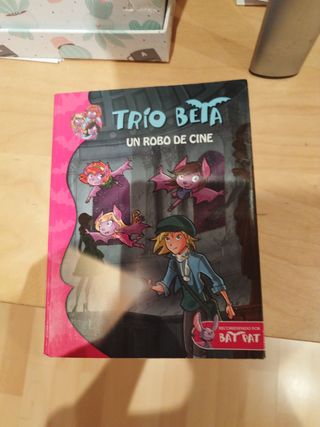 TRÍO BETA
UN ROBO DE CINE
RECOMENDADO POR
BAT PAT